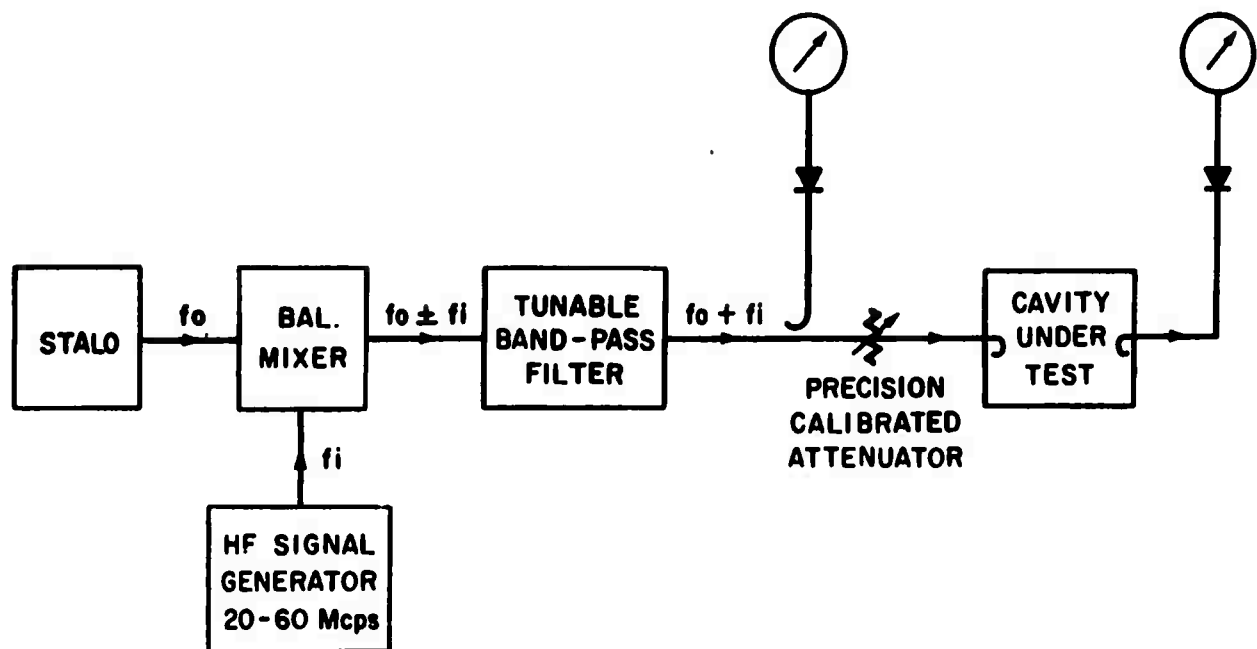 STALO
fo
BAL.
MIXER
fo ± fi
TUNABLE
BAND-PASS
FILTER
fo + fi
PRECISION
CALIBRATED
ATTENUATOR
CAVITY
UNDER
TEST
fi
HF SIGNAL
GENERATOR
20-60 Mcps